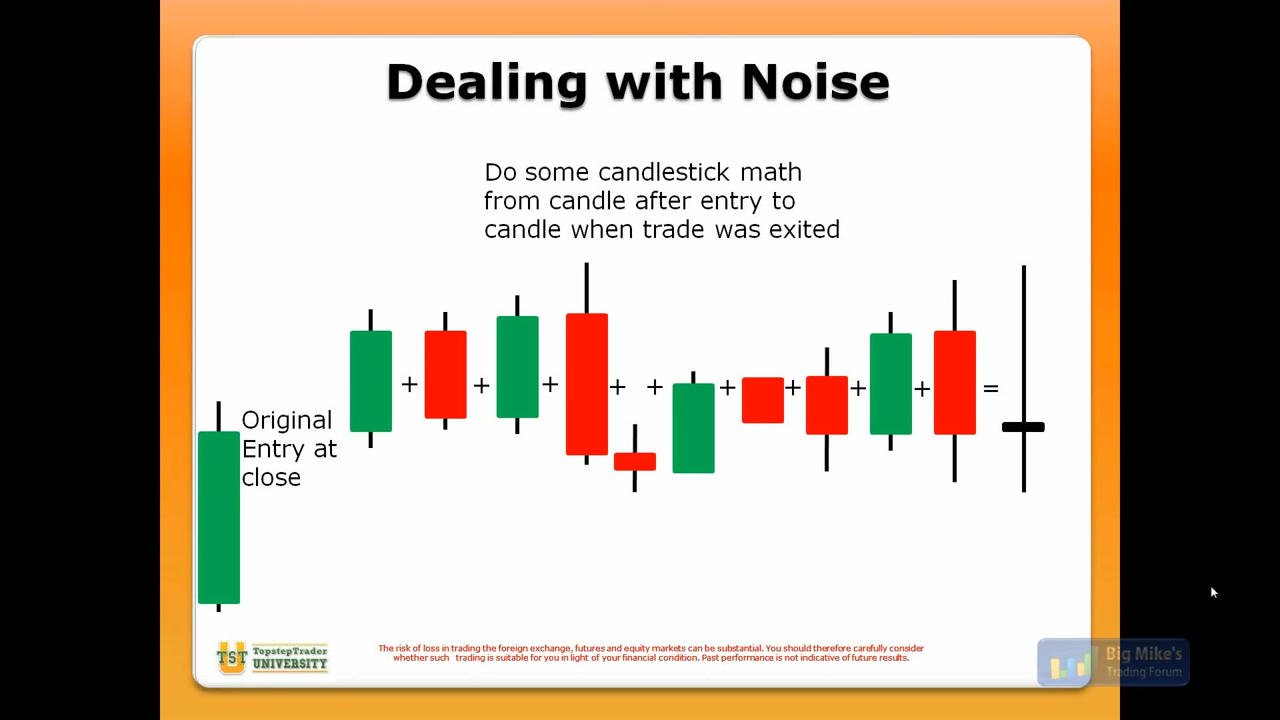 Dealing with Noise
Do some candlestick math
from candle after entry to
candle when trade was exited
+ + + + + + + + + =
Original
Entry at
close
TST
TopstepTrader
UNIVERSITY
The risk of loss in trading the foreign exchange, futures and equity markets can be substantial. You should therefore carefully consider
whether such trading is suitable for you in light of your financial condition. Past performance is not indicative of future results.
Big Mike's
Trading Forum